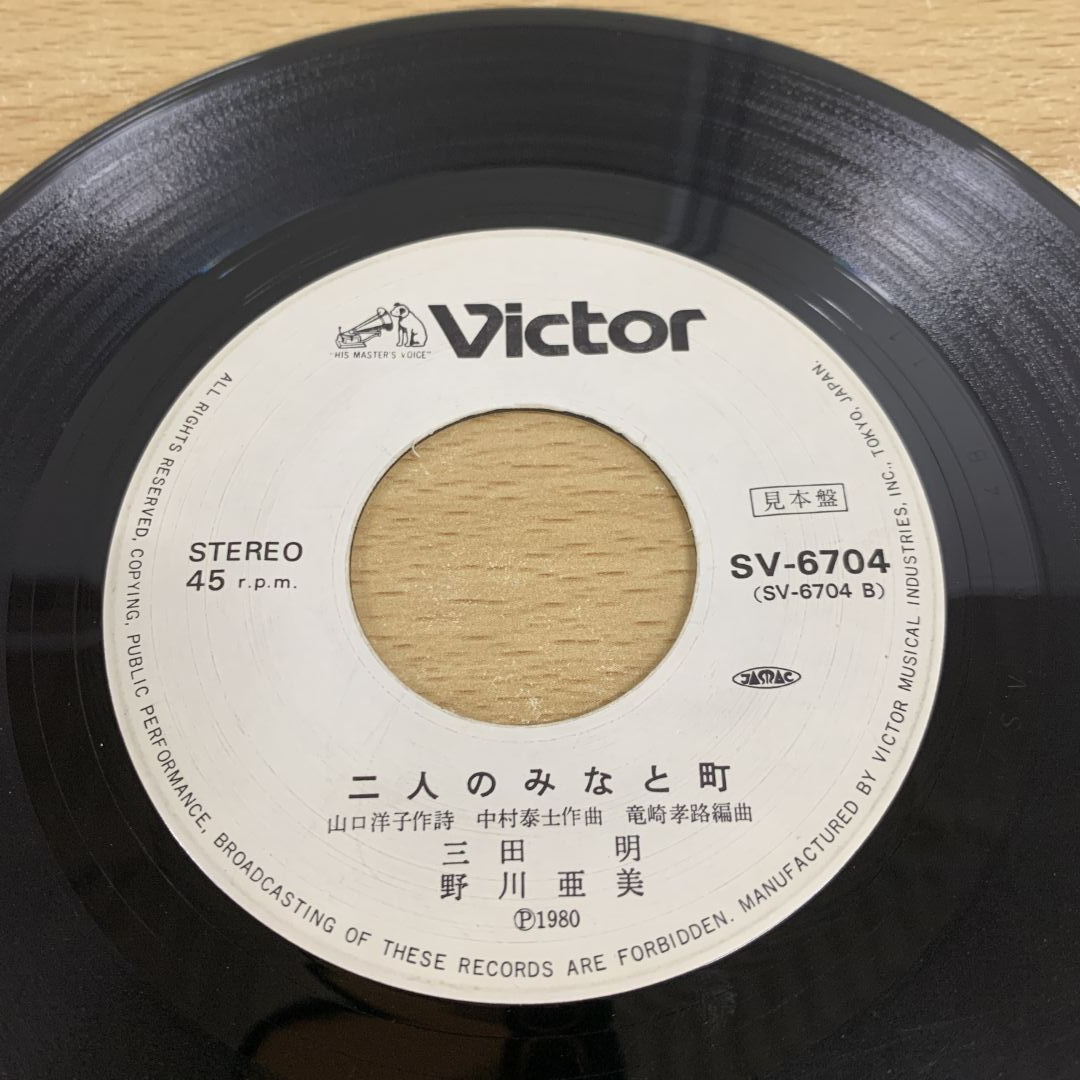 Victor
"HIS MASTER'S VOICE"
見本盤
STEREO
45 r.p.m.
SV-6704
(SV-6704 B)
JASRAC
二人のみなと町
山口洋子作詩 中村泰士作曲 竜崎孝路編曲
三田 明
野川亜美
Ⓟ1980
ALL RIGHTS RESERVED, COPYING, PUBLIC PERFORMANCE, BROADCASTING OF THESE RECORDS ARE FORBIDDEN. MANUFACTURED BY VICTOR MUSICAL INDUSTRIES, INC., TOKYO, JAPAN.